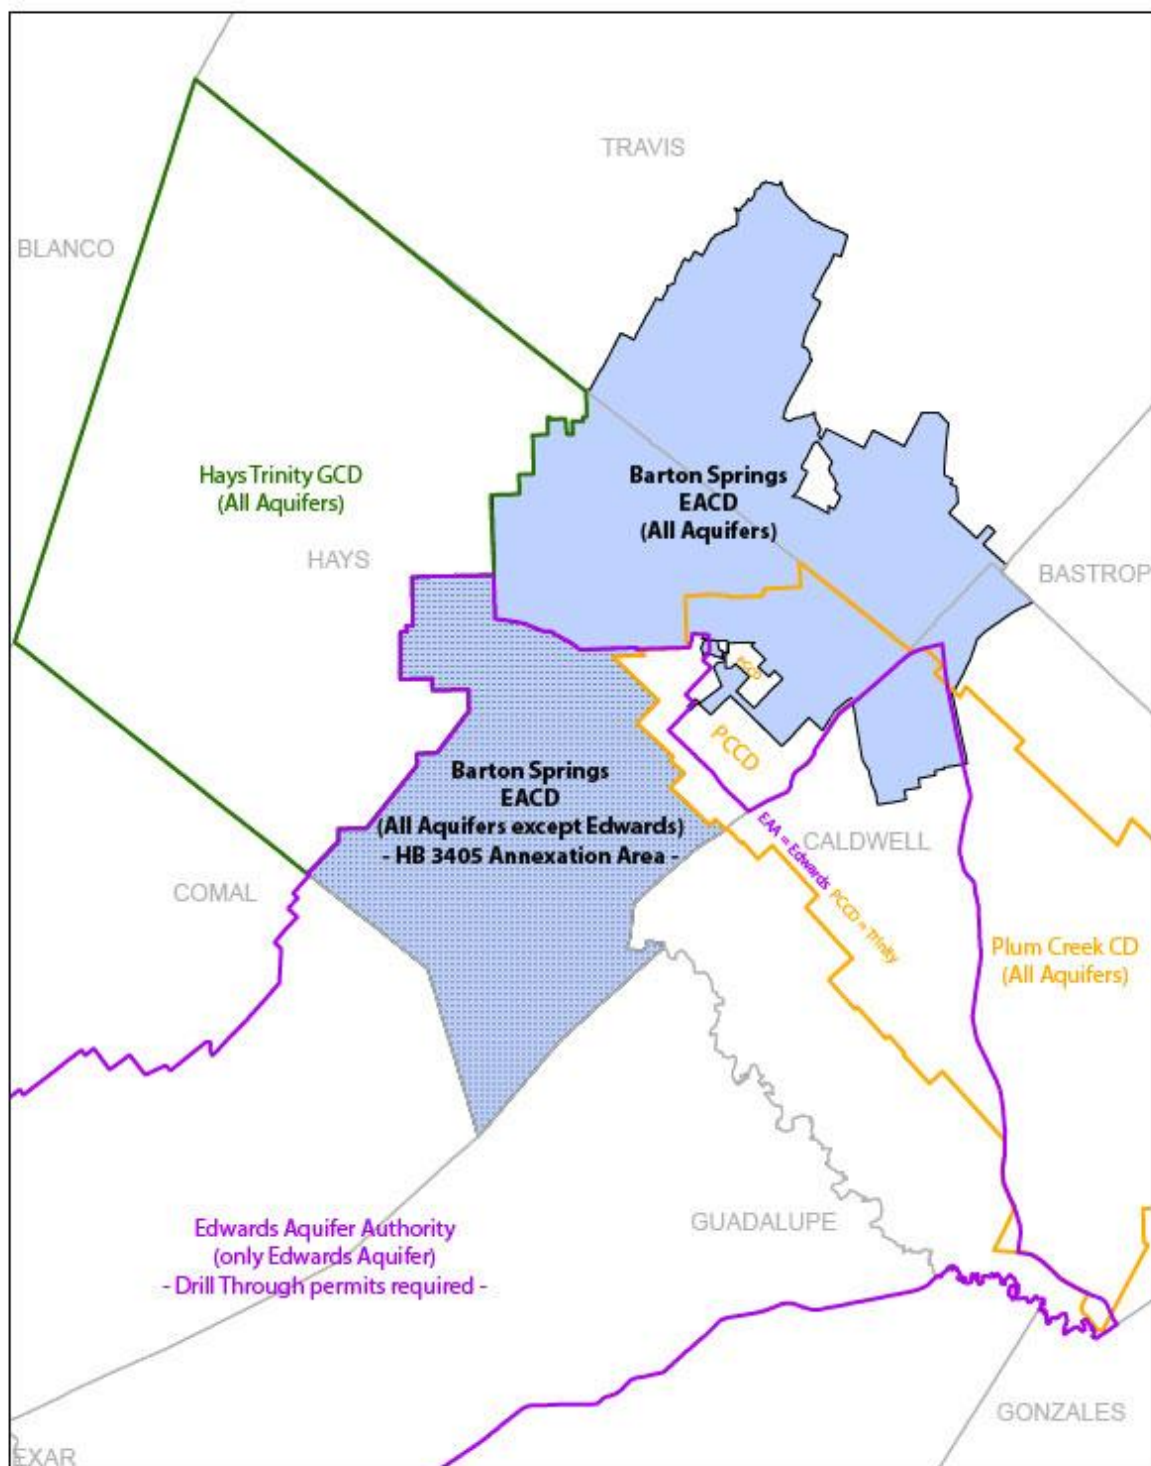 TRAVIS
BLANCO
Hays Trinity GCD
(All Aquifers)
Barton Springs
EACD
(All Aquifers)
HAYS
BASTROP
PCCD
PCCD
Barton Springs
EACD
(All Aquifers except Edwards)
- HB 3405 Annexation Area -
EAA = Edwards PCCD = Trinity
CALDWELL
COMAL
Plum Creek CD
(All Aquifers)
GUADALUPE
Edwards Aquifer Authority
(only Edwards Aquifer)
- Drill Through permits required -
GONZALES
EXAR